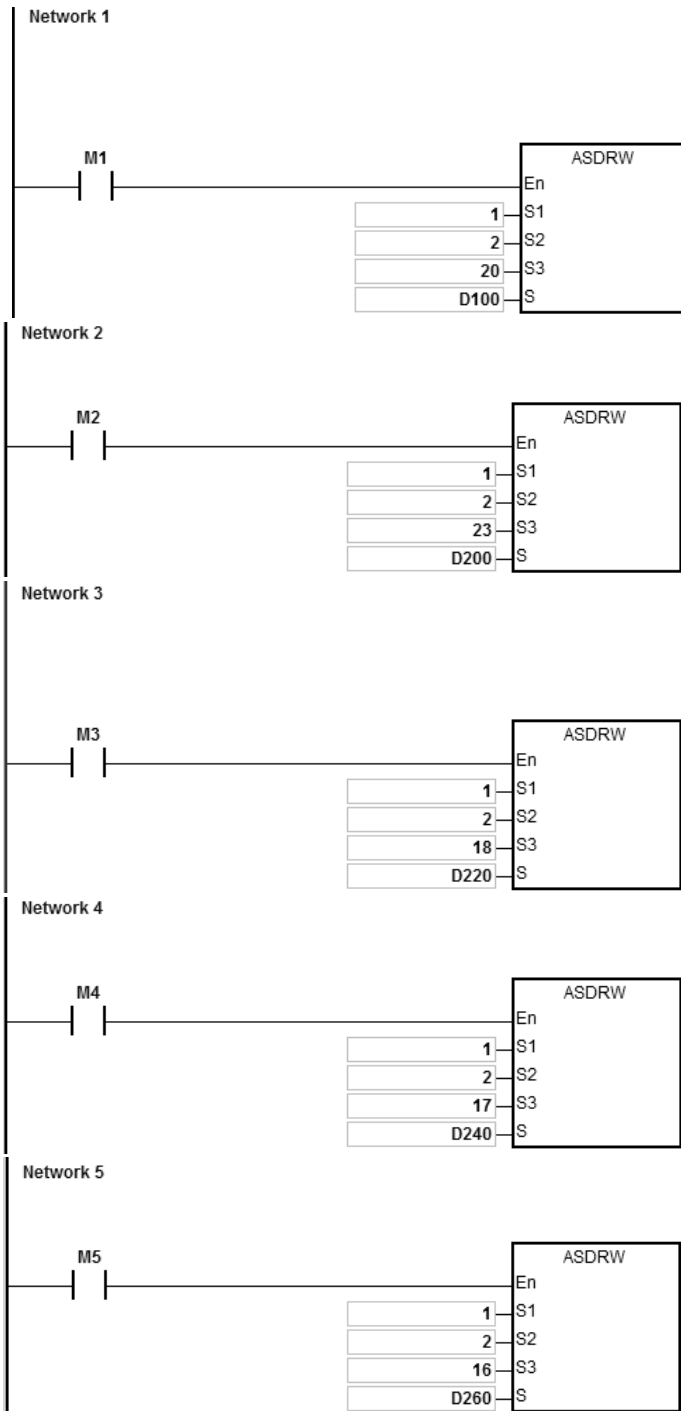 Network 1
M1
ASDRW
En
1 S1
2 S2
20 S3
D100 S
Network 2
M2
ASDRW
En
1 S1
2 S2
23 S3
D200 S
Network 3
M3
ASDRW
En
1 S1
2 S2
18 S3
D220 S
Network 4
M4
ASDRW
En
1 S1
2 S2
17 S3
D240 S
Network 5
M5
ASDRW
En
1 S1
2 S2
16 S3
D260 S